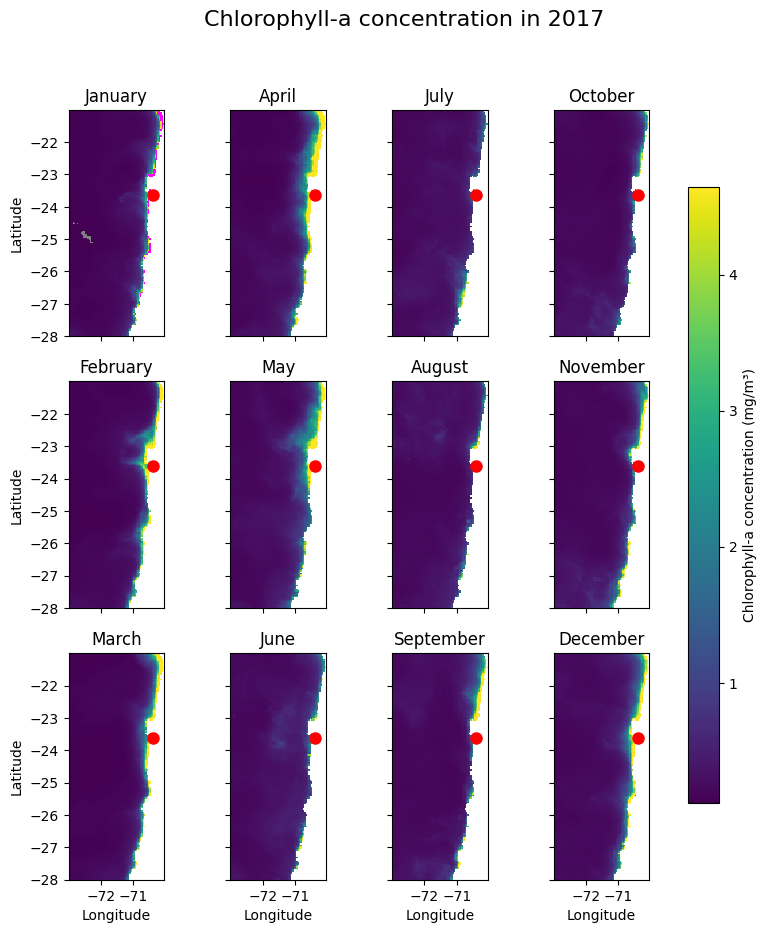 Chlorophyll-a concentration in 2017
January
April
July
October
−22
−23
−24
−25
−26
−27
−28
Latitude
February
May
August
November
−22
−23
−24
−25
−26
−27
−28
Latitude
March
June
September
December
−22
−23
−24
−25
−26
−27
−28
Latitude
−72 −71
−72 −71
−72 −71
−72 −71
Longitude
Longitude
Longitude
Longitude
4
3
2
1
Chlorophyll-a concentration (mg/m³)